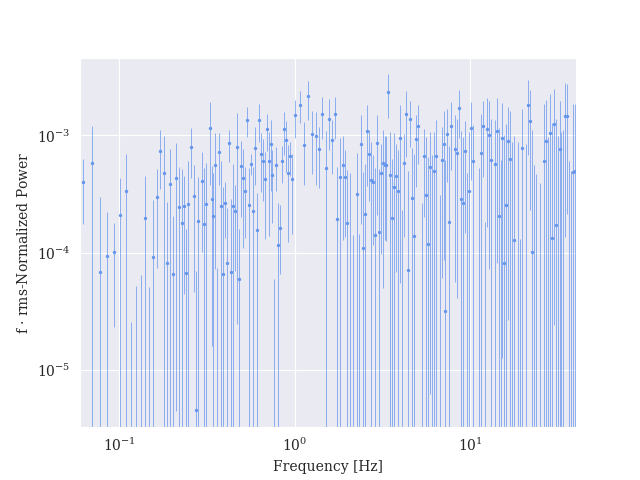 f · rms-Normalized Power
10⁻³
10⁻⁴
10⁻⁵
10⁻¹ 10⁰ 10¹
Frequency [Hz]